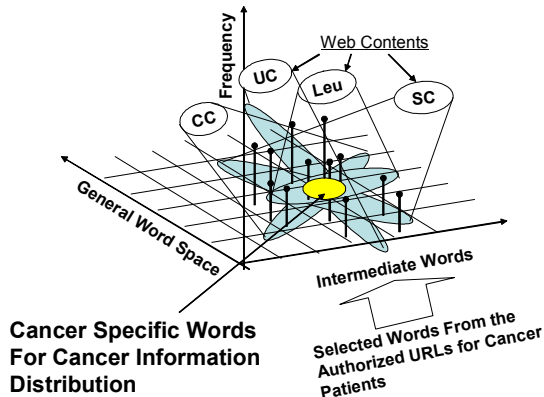 Web Contents
Frequency
UC
Leu
SC
CC
General Word Space
Intermediate Words
Cancer Specific Words
For Cancer Information
Distribution
Selected Words From the
Authorized URLs for Cancer
Patients